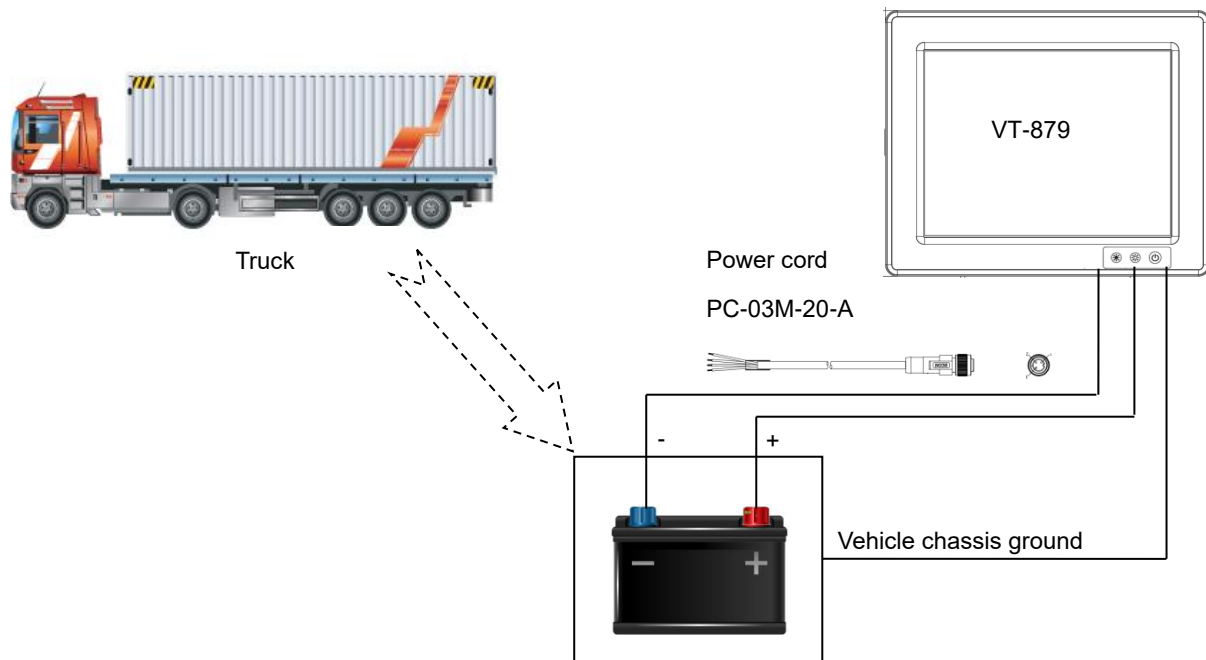 VT-879
Truck
Power cord
PC-03M-20-A
- +
Vehicle chassis ground
− +